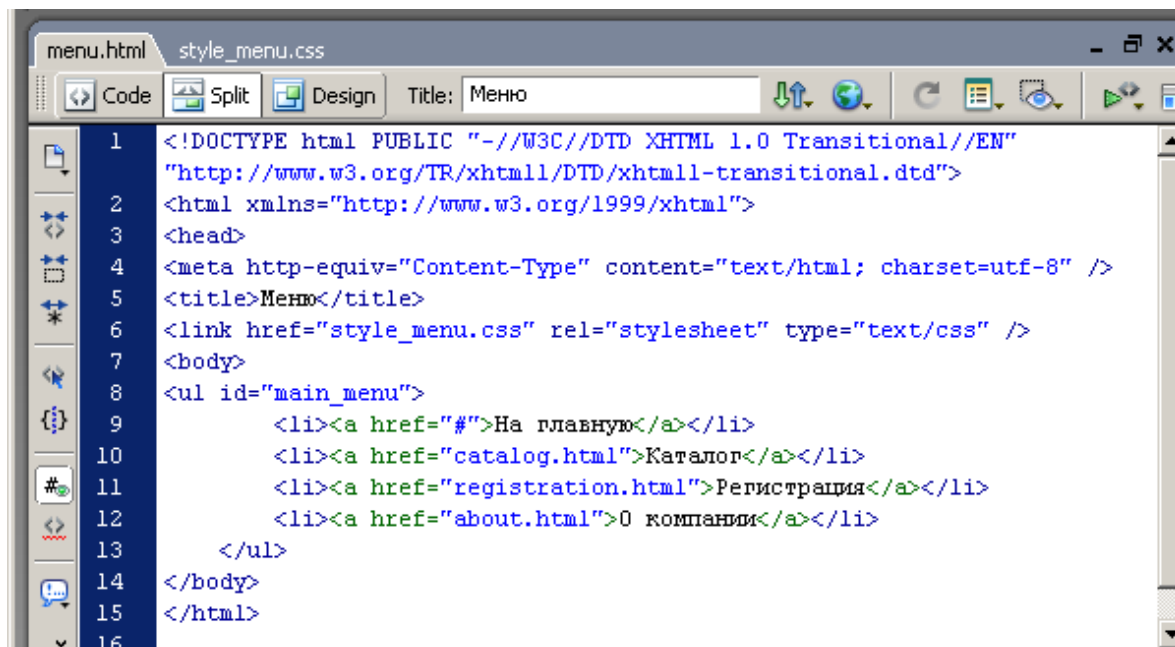 menu.html style_menu.css
Code Split Design Title: Меню
1 <!DOCTYPE html PUBLIC "-//W3C//DTD XHTML 1.0 Transitional//EN"
"http://www.w3.org/TR/xhtml1/DTD/xhtml1-transitional.dtd">
2 <html xmlns="http://www.w3.org/1999/xhtml">
3 <head>
4 <meta http-equiv="Content-Type" content="text/html; charset=utf-8" />
5 <title>Меню</title>
6 <link href="style_menu.css" rel="stylesheet" type="text/css" />
7 <body>
8 <ul id="main_menu">
9 <li><a href="#">На главную</a></li>
10 <li><a href="catalog.html">Каталог</a></li>
11 <li><a href="registration.html">Регистрация</a></li>
12 <li><a href="about.html">О компании</a></li>
13 </ul>
14 </body>
15 </html>
16